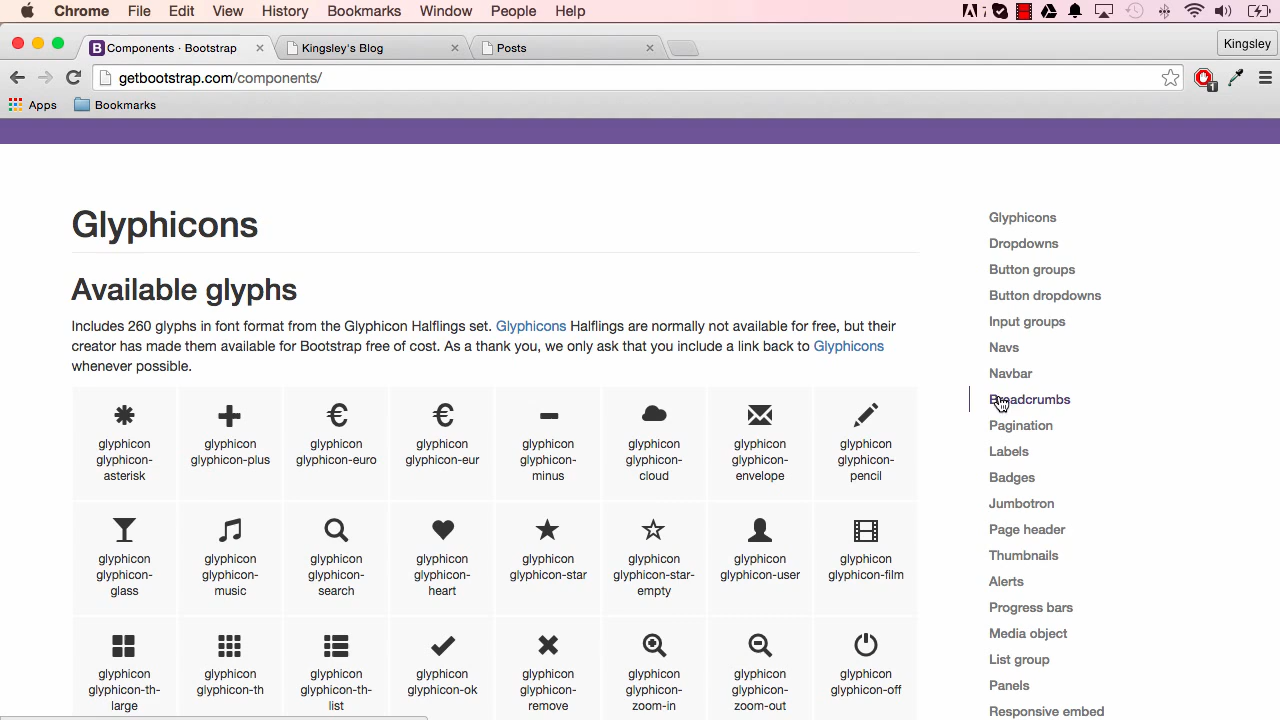 Chrome File Edit View History Bookmarks Window People Help
7
Components · Bootstrap
Kingsley's Blog
Posts
Kingsley
getbootstrap.com/components/
1
Apps
Bookmarks
Glyphicons
Available glyphs
Includes 260 glyphs in font format from the Glyphicon Halflings set. Glyphicons Halflings are normally not available for free, but their
creator has made them available for Bootstrap free of cost. As a thank you, we only ask that you include a link back to Glyphicons
whenever possible.
glyphicon
glyphicon-
asterisk
glyphicon
glyphicon-plus
glyphicon
glyphicon-euro
glyphicon
glyphicon-eur
glyphicon
glyphicon-
minus
glyphicon
glyphicon-
cloud
glyphicon
glyphicon-
envelope
glyphicon
glyphicon-
pencil
glyphicon
glyphicon-
glass
glyphicon
glyphicon-
music
glyphicon
glyphicon-
search
glyphicon
glyphicon-
heart
glyphicon
glyphicon-star
glyphicon
glyphicon-star-
empty
glyphicon
glyphicon-user
glyphicon
glyphicon-film
glyphicon
glyphicon-th-
large
glyphicon
glyphicon-th
glyphicon
glyphicon-th-
list
glyphicon
glyphicon-ok
glyphicon
glyphicon-
remove
glyphicon
glyphicon-
zoom-in
glyphicon
glyphicon-
zoom-out
glyphicon
glyphicon-off
Glyphicons
Dropdowns
Button groups
Button dropdowns
Input groups
Navs
Navbar
Breadcrumbs
Pagination
Labels
Badges
Jumbotron
Page header
Thumbnails
Alerts
Progress bars
Media object
List group
Panels
Responsive embed